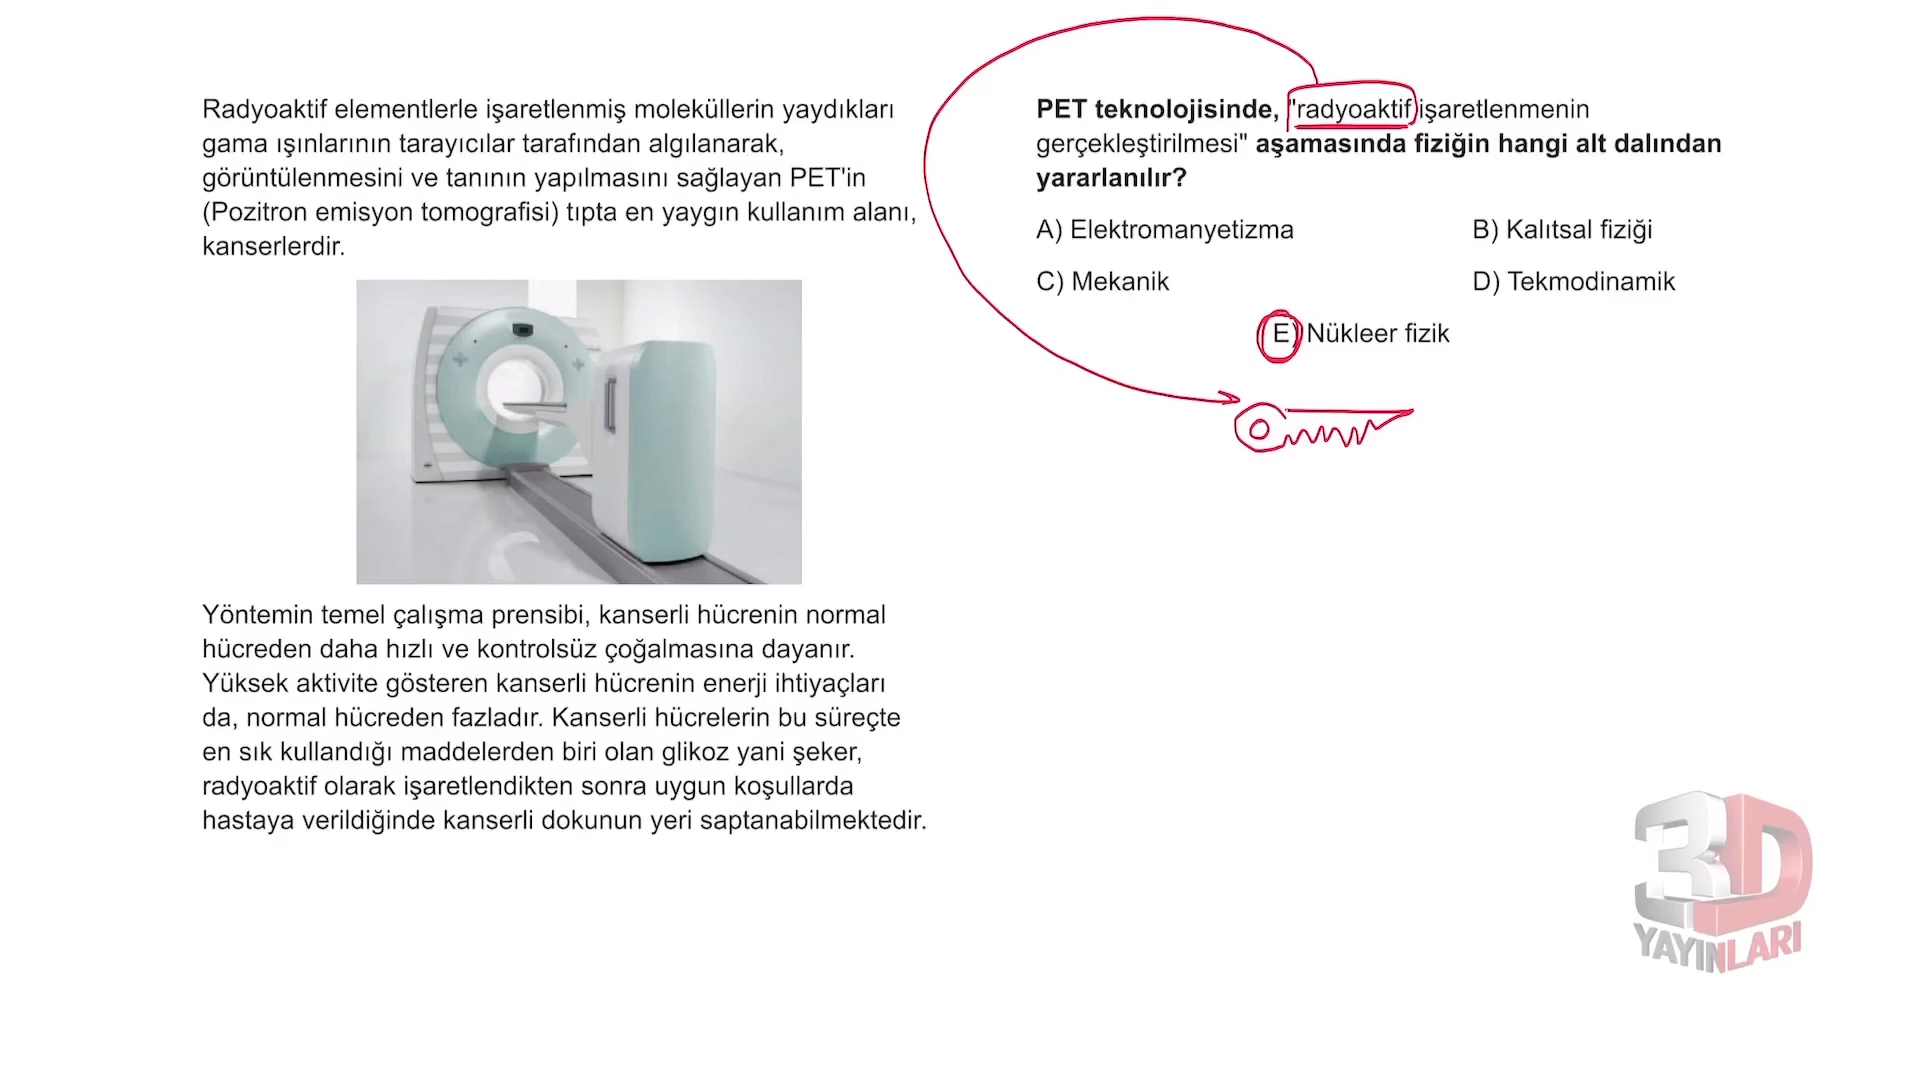 Radyoaktif elementlerle işaretlenmiş moleküllerin yaydıkları
gama ışınlarının tarayıcılar tarafından algılanarak,
görüntülenmesini ve tanının yapılmasını sağlayan PET'in
(Pozitron emisyon tomografisi) tıpta en yaygın kullanım alanı,
kanserlerdir.
Yöntemin temel çalışma prensibi, kanserli hücrenin normal
hücreden daha hızlı ve kontrolsüz çoğalmasına dayanır.
Yüksek aktivite gösteren kanserli hücrenin enerji ihtiyaçları
da, normal hücreden fazladır. Kanserli hücrelerin bu süreçte
en sık kullandığı maddelerden biri olan glikoz yani şeker,
radyoaktif olarak işaretlendikten sonra uygun koşullarda
hastaya verildiğinde kanserli dokunun yeri saptanabilmektedir.
PET teknolojisinde, "radyoaktif işaretlenmenin
gerçekleştirilmesi" aşamasında fiziğin hangi alt dalından
yararlanılır?
A) Elektromanyetizma B) Kalıtsal fiziği
C) Mekanik D) Tekmodinamik
E) Nükleer fizik
3D
YAYINLARI